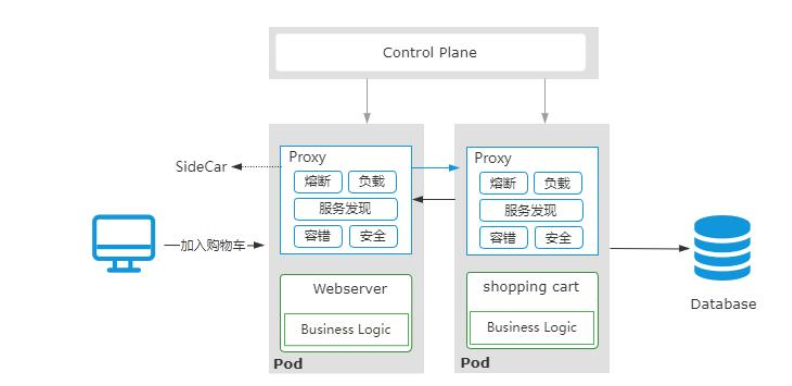 Control Plane
SideCar
Proxy
熔断 负载
服务发现
容错 安全
Proxy
熔断 负载
服务发现
容错 安全
加入购物车
Webserver
Business Logic
Pod
shopping cart
Business Logic
Pod
Database